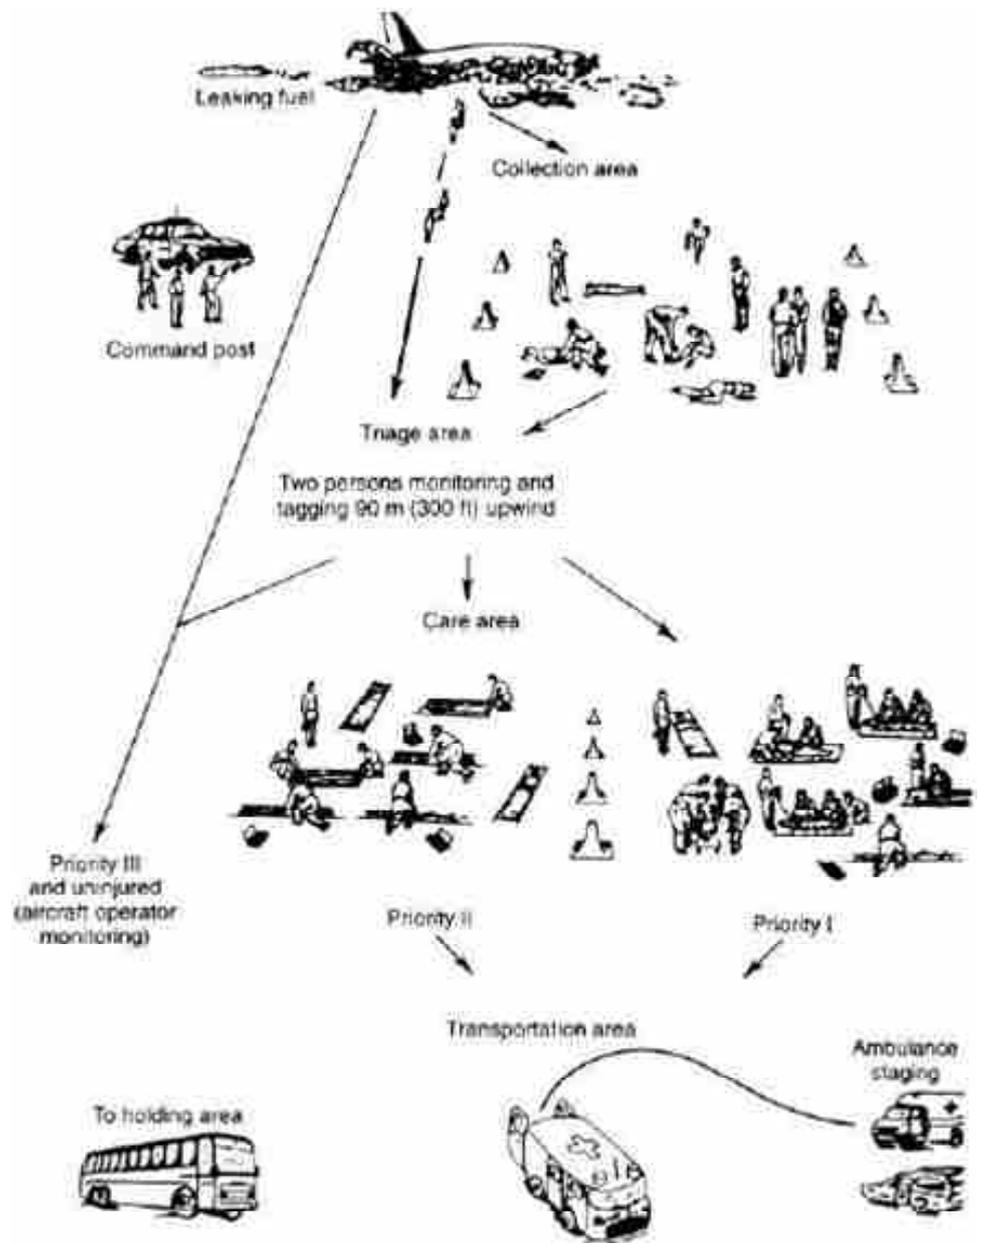 Leaking fuel
Collection area
Command post
Triage area
Two persons monitoring and
tagging 90 m (300 ft) upwind
Care area
Priority III
and uninjured
(aircraft operator
monitoring)
Priority II
Priority I
Transportation area
Ambulance
staging
To holding area